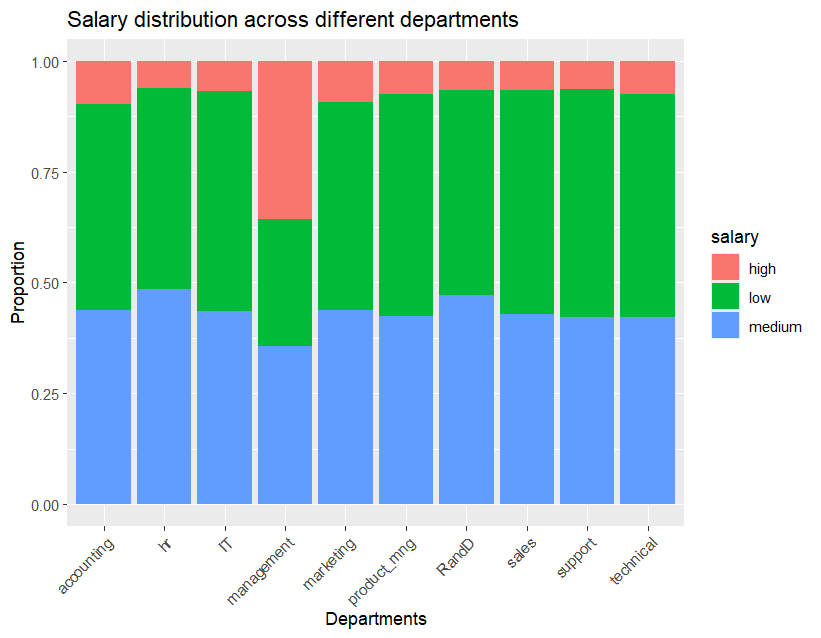 Salary distribution across different departments
1.00
0.75
0.50
0.25
0.00
Proportion
accounting
hr
IT
management
marketing
product_mng
RandD
sales
support
technical
Departments
salary
high
low
medium